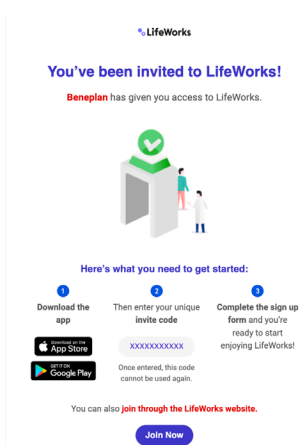 LifeWorks
You've been invited to LifeWorks!
Beneplan has given you access to LifeWorks.
Here's what you need to get started:
1
Download the
app
Download on the
App Store
GET IT ON
Google Play
2
Then enter your unique
invite code
XXXXXXXXXXX
Once entered, this code
cannot be used again.
3
Complete the sign up
form and you're
ready to start
enjoying LifeWorks!
You can also join through the LifeWorks website.
Join Now